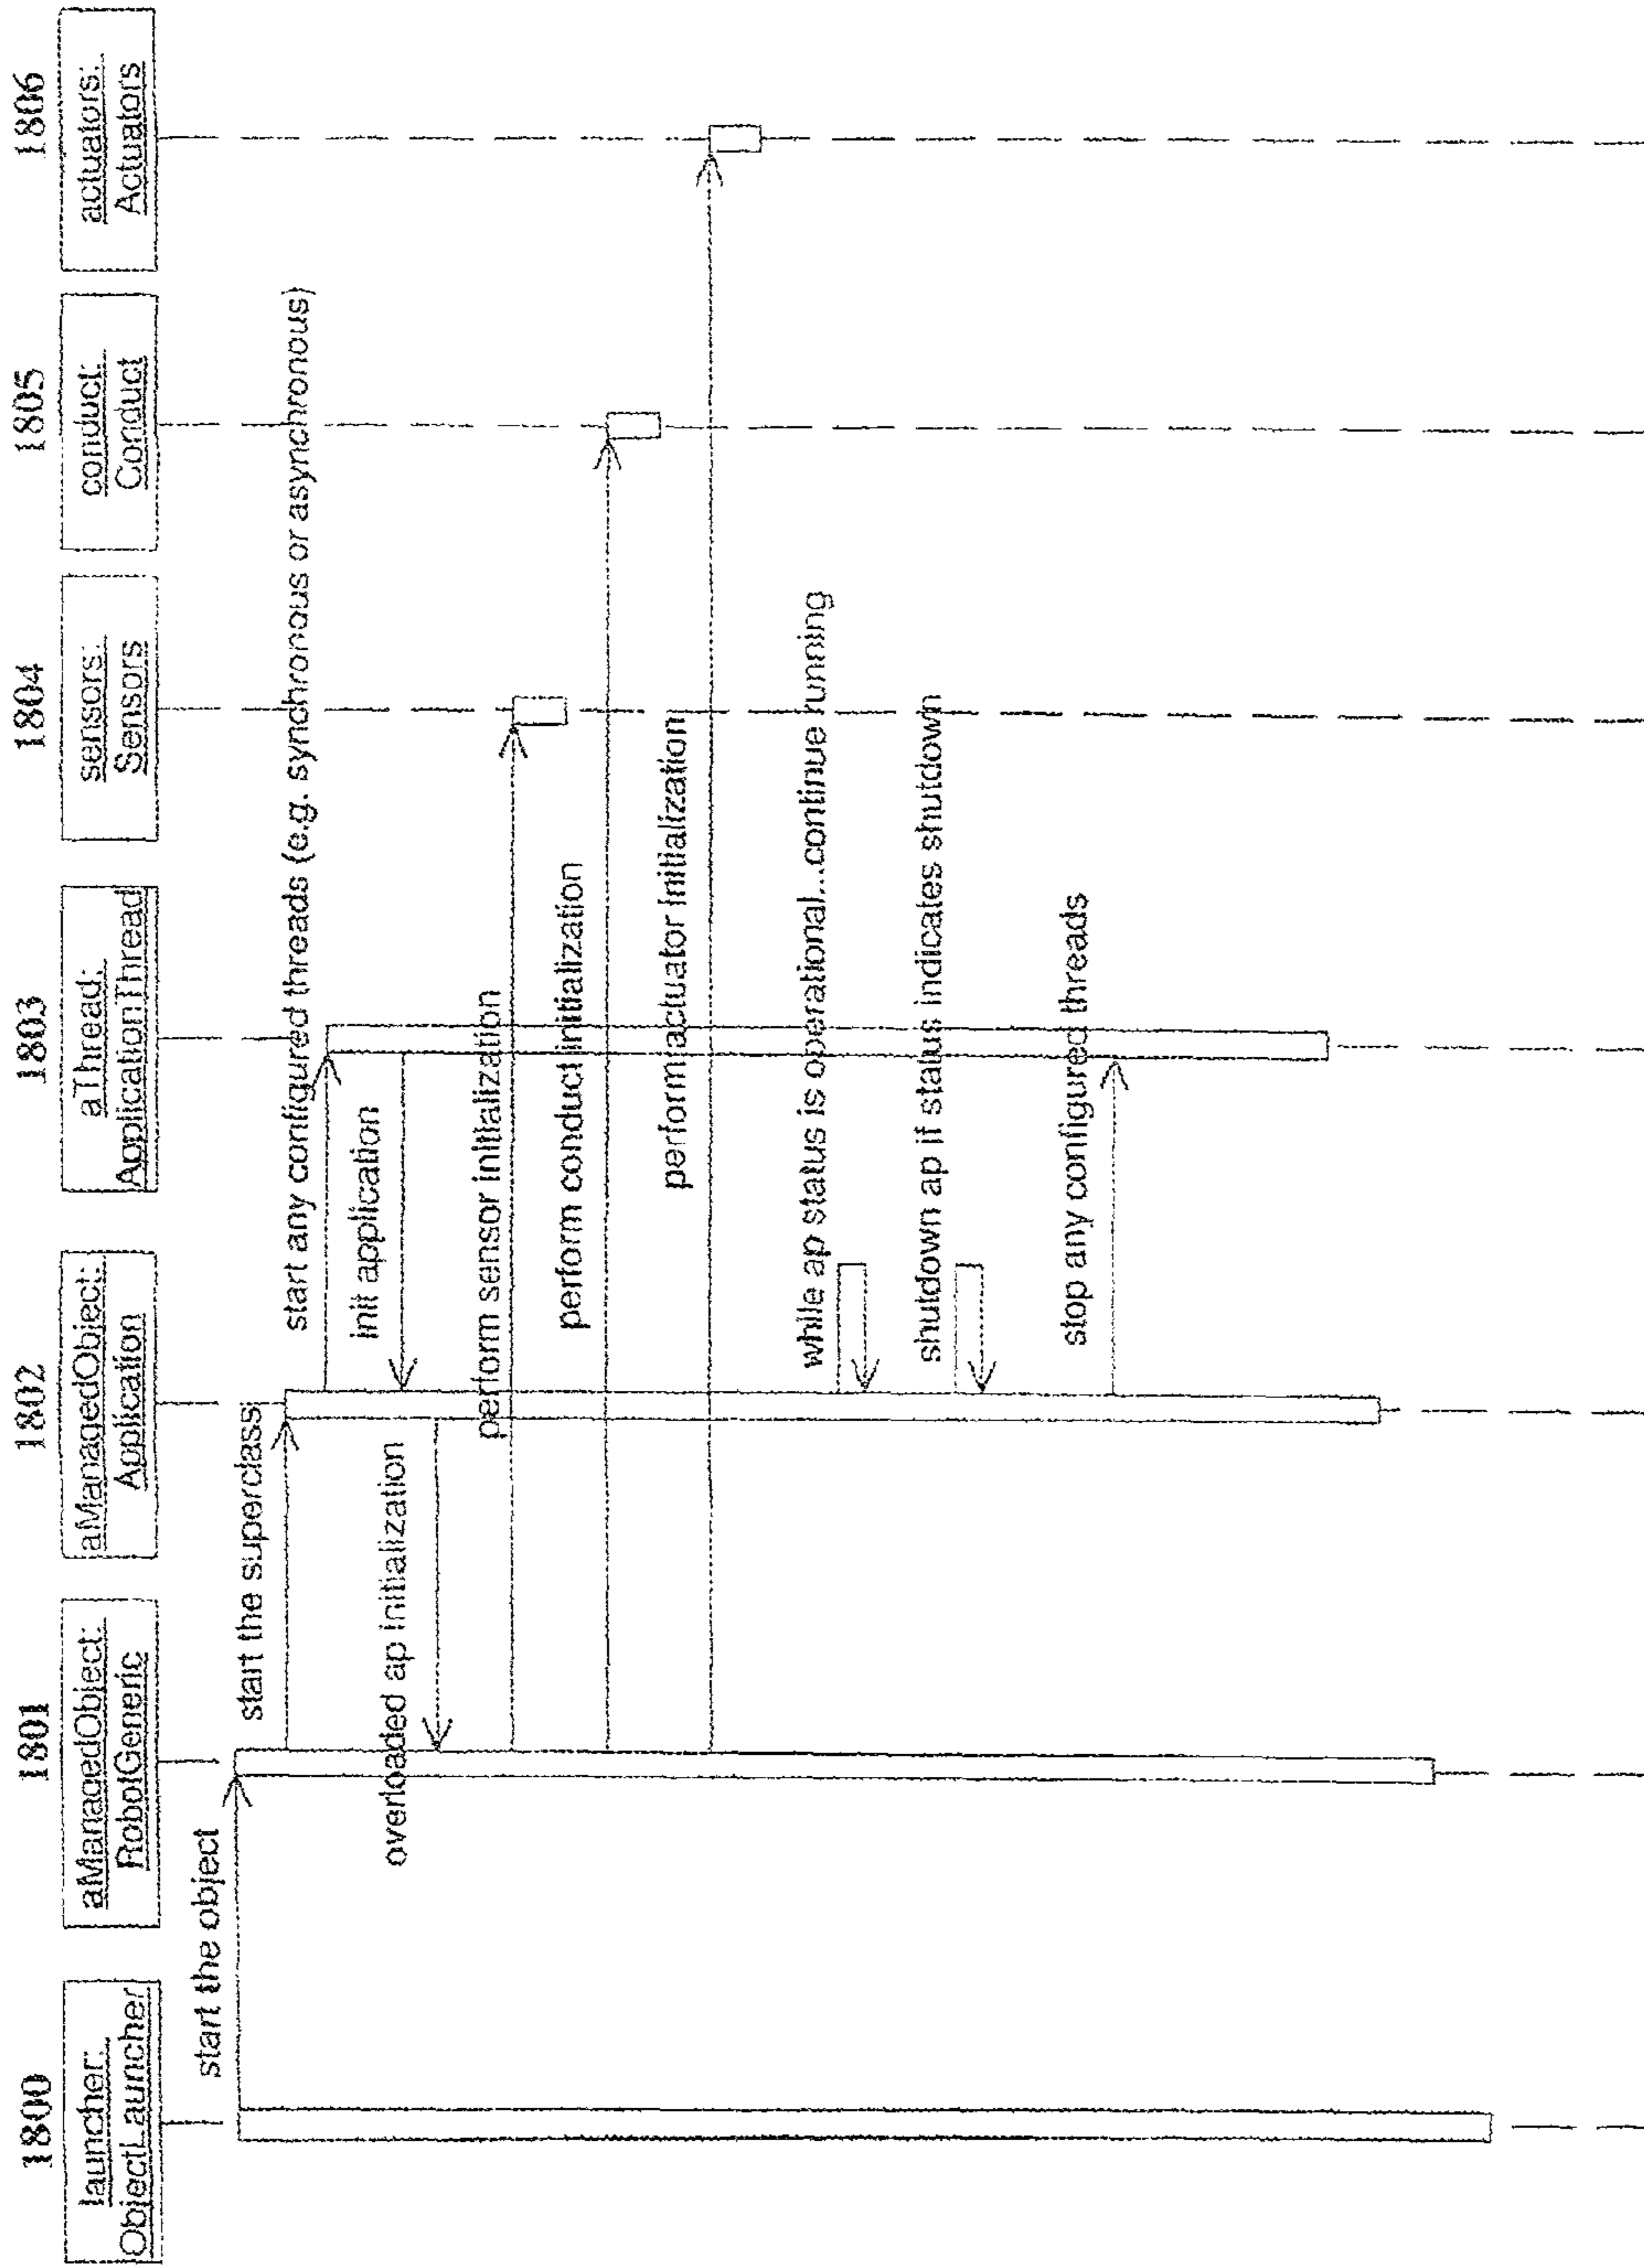 1800
launcher:
ObjectLauncher
1801
aManagedObject:
RobotGeneric
1802
aManagedObject:
Application
1803
aThread:
ApplicationThread
1804
sensors:
Sensors
1805
conduct:
Conduct
1806
actuators:
Actuators
start the object
start the superclass
start any configured threads (e.g. synchronous or asynchronous)
init application
overloaded ap initialization
perform sensor initialization
perform conduct initialization
perform actuator initialization
while ap status is operational...continue running
shutdown ap if status indicates shutdown
stop any configured threads